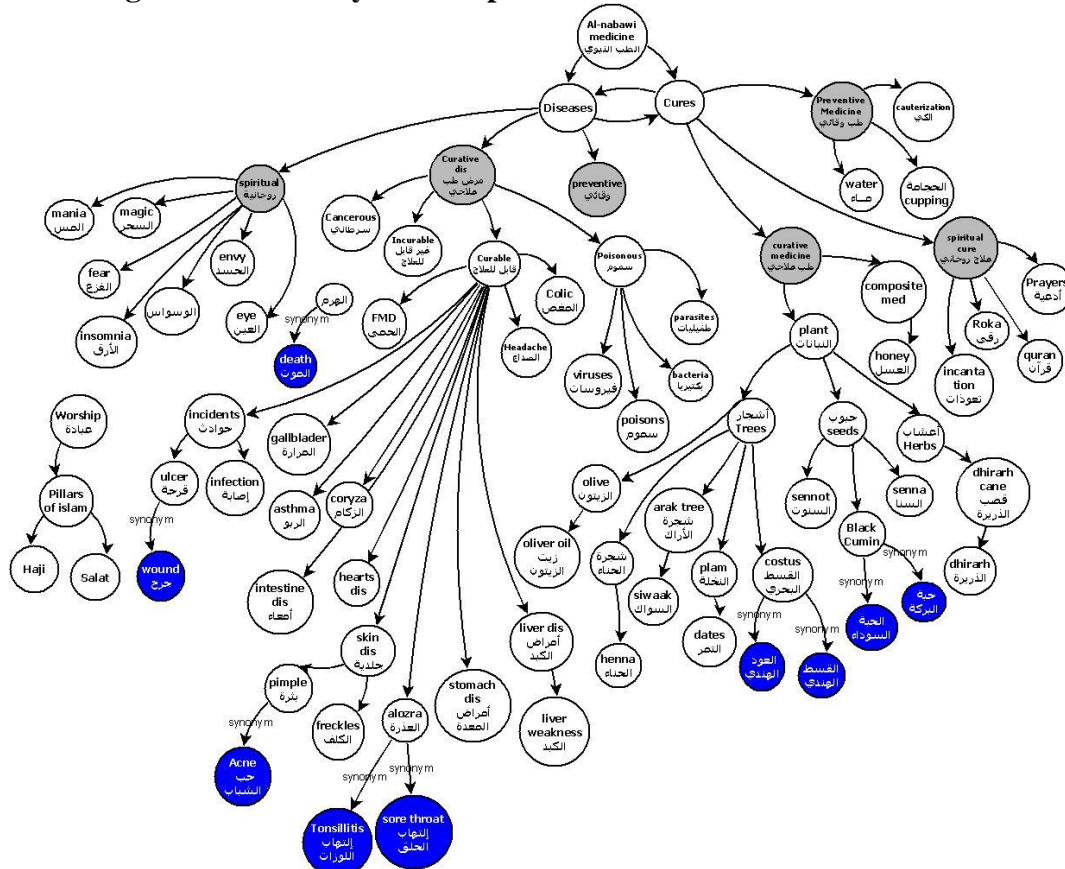 Al-nabawi
medicine
الطب النبوي
Diseases
Cures
Preventive
Medicine
طب وقائي
cauterization
الكي
water
مـاء
الحجامة
cupping
spiritual
روحانية
Curative
dis
مرض طب
علاجي
preventive
وقائي
mania
المس
magic
السحر
fear
الفزع
envy
الحسد
insomnia
الأرق
الوسواس
eye
العين
الهرم
synonym
death
الموت
Cancerous
سرطاني
Incurable
غير قابل
للعلاج
Curable
قابل للعلاج
Poisonous
سموم
FMD
الحمى
Headache
الصداع
Colic
المغص
viruses
فيروسات
poisons
سموم
bacteria
بكتيريا
parasites
طفيليات
curative
medicine
طب علاجي
spiritual
cure
علاج روحاني
composite
med
honey
العسل
Prayers
أدعية
Roka
رقى
quran
قرآن
incanta
tion
تعوذات
plant
النباتات
Worship
عبادة
Pillars
of islam
Haji
Salat
incidents
حوادث
ulcer
قرحة
infection
إصابة
synonym
wound
جرح
gallblader
المرارة
asthma
الربو
coryza
الزكام
intestine
dis
أمعاء
hearts
dis
skin
dis
جلدية
pimple
بثرة
freckles
الكلف
synonym
Acne
حب
الشباب
alozra
العذرة
synonym
synonym
Tonsillitis
إلتهاب
اللوزات
sore throat
إلتهاب
الحلق
stomach
dis
أمراض
المعدة
liver dis
أمراض
الكبد
liver
weakness
الكبد
أشجار
Trees
حبوب
seeds
أعشاب
Herbs
olive
الزيتون
oliver oil
زيت
الزيتون
شجرة
الحناء
henna
الحناء
arak tree
شجرة
الأراك
siwaak
السواك
plam
النخلة
dates
التمر
costus
القسط
البحري
synonym
synonym
العود
الهندي
القسط
الهندي
sennot
السنوت
Black
Cumin
senna
السنا
synonym
synonym
الحبة
السوداء
حبة
البركة
dhirarh
cane
قصب
الذريرة
dhirarh
الذريرة